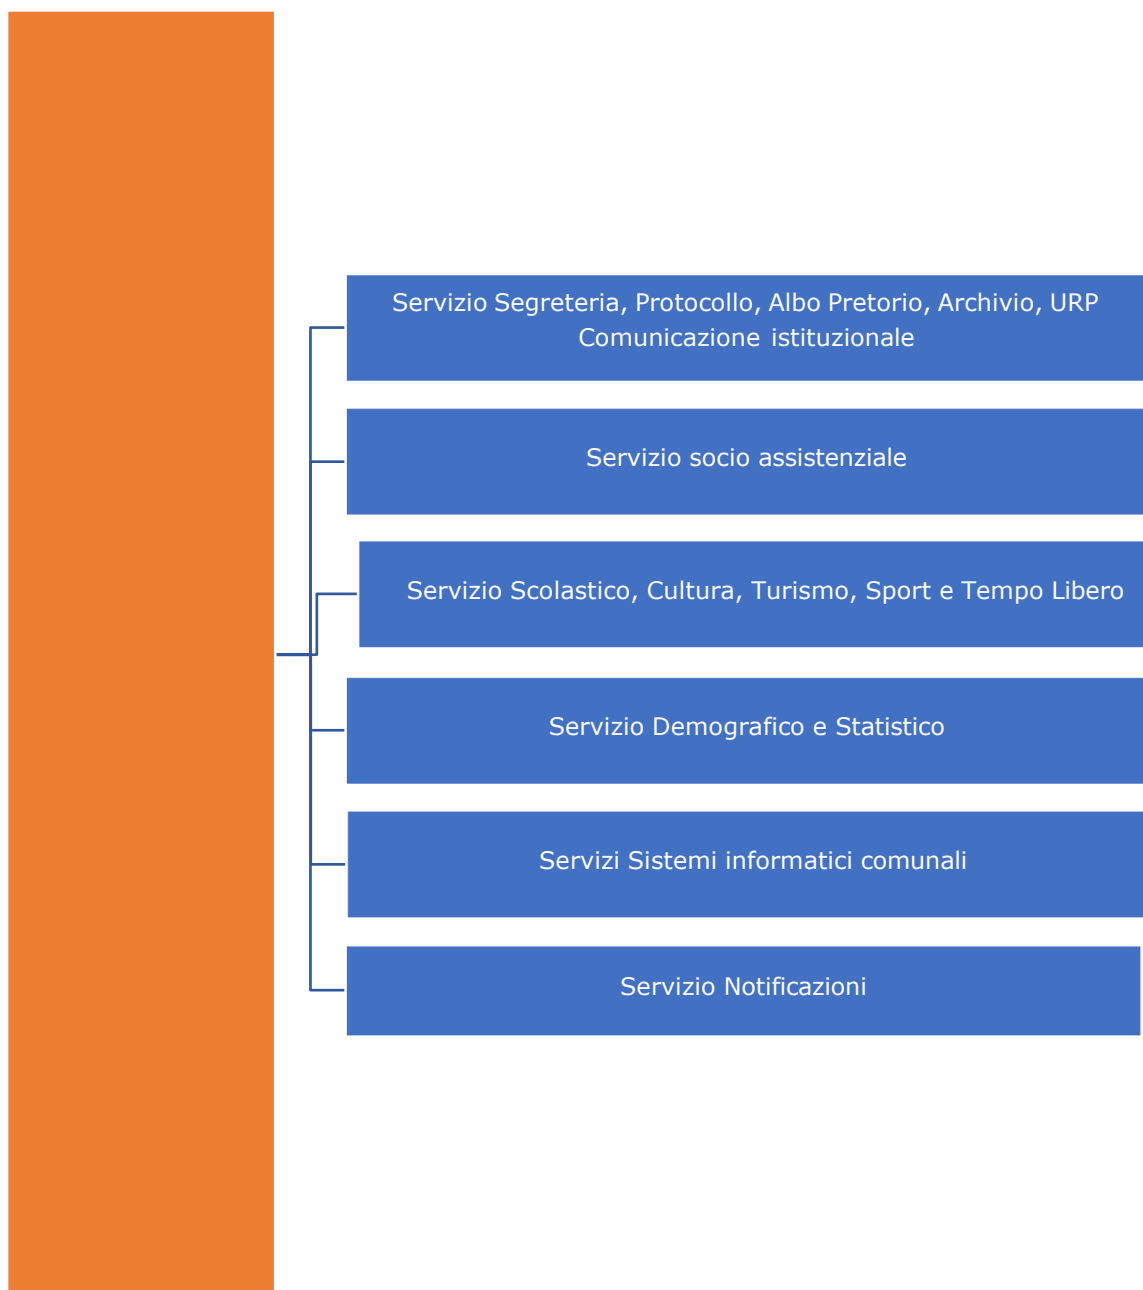 Servizio Segreteria, Protocollo, Albo Pretorio, Archivio, URP
Comunicazione istituzionale
Servizio socio assistenziale
Servizio Scolastico, Cultura, Turismo, Sport e Tempo Libero
Servizio Demografico e Statistico
Servizi Sistemi informatici comunali
Servizio Notificazioni